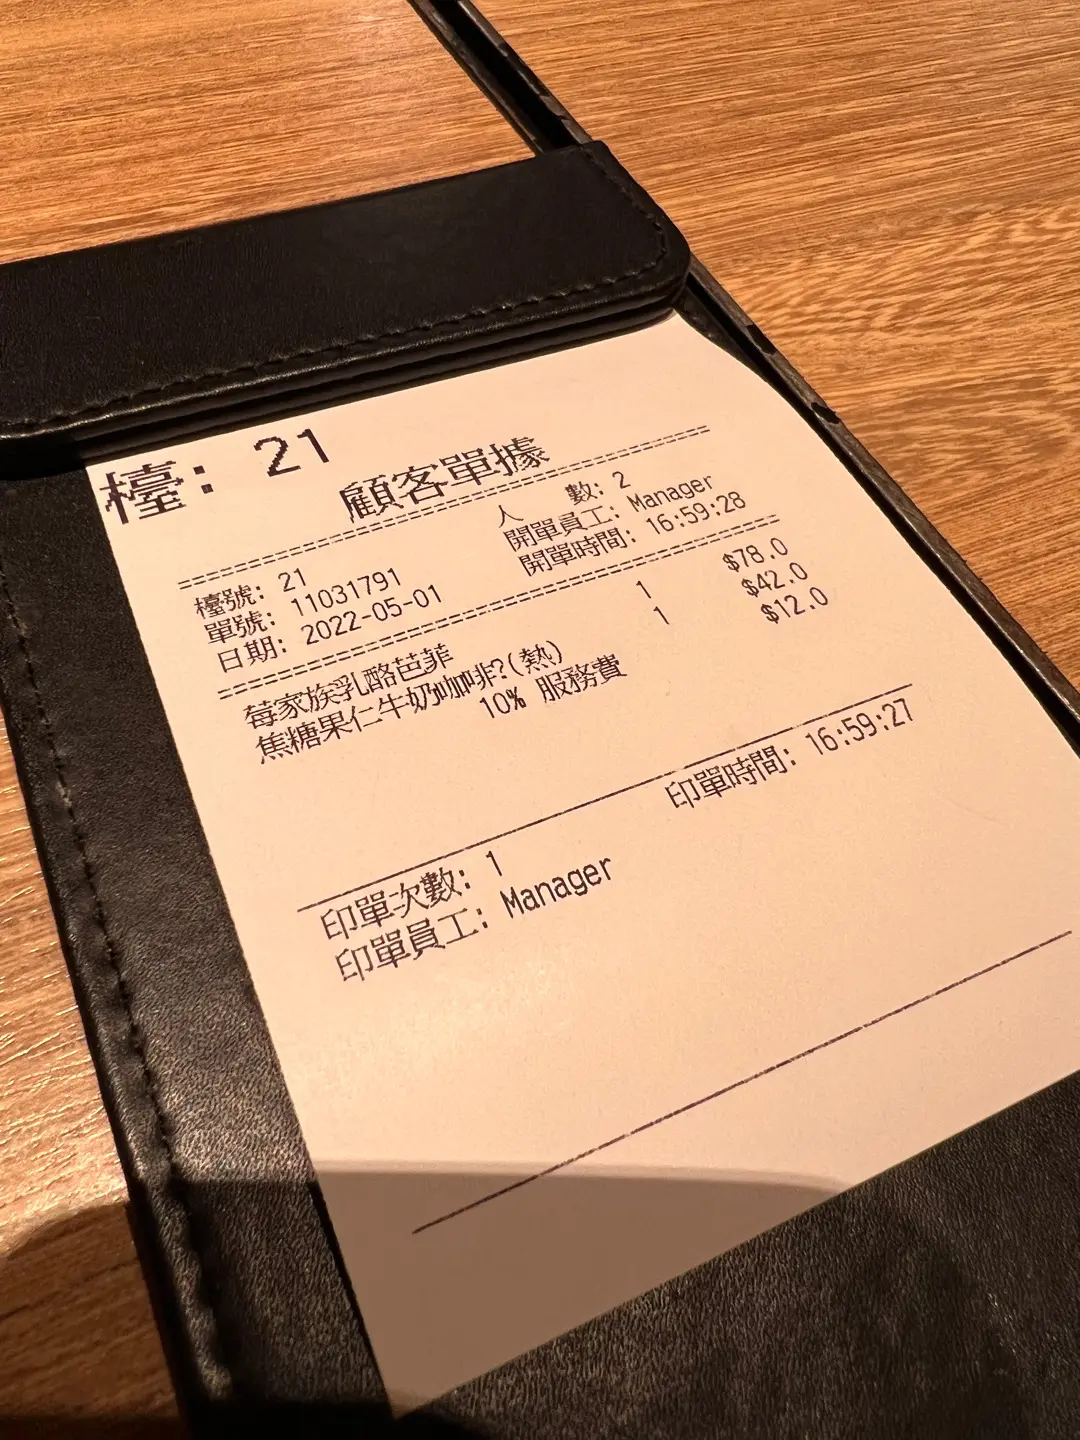 檯: 21
顧客單據
檯號: 21 人 數: 2
單號: 11031791 開單員工: Manager
日期: 2022-05-01 開單時間: 16:59:28
莓家族乳酪芭菲 1 $78.0
焦糖果仁牛奶咖啡?(熱) 1 $42.0
10% 服務費 $12.0
印單次數: 1 印單時間: 16:59:27
印單員工: Manager